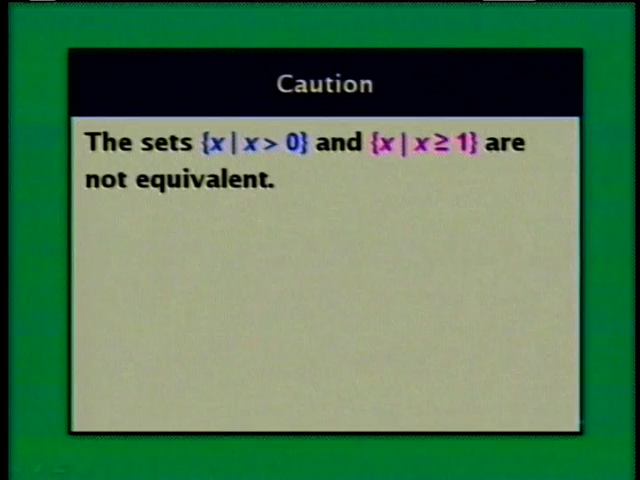 Caution
The sets {x | x > 0} and {x | x ≥ 1} are
not equivalent.